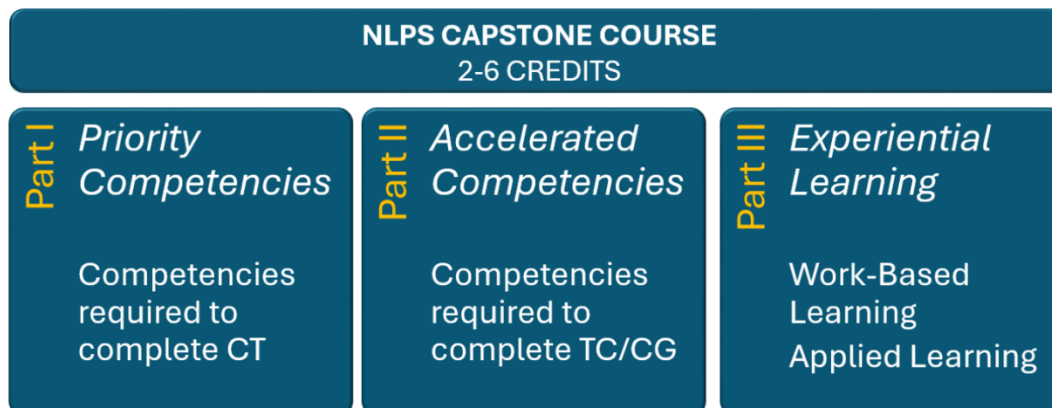 NLPS CAPSTONE COURSE
2-6 CREDITS
Part I
Priority
Competencies
Competencies
required to
complete CT
Part II
Accelerated
Competencies
Competencies
required to
complete TC/CG
Part III
Experiential
Learning
Work-Based
Learning
Applied Learning